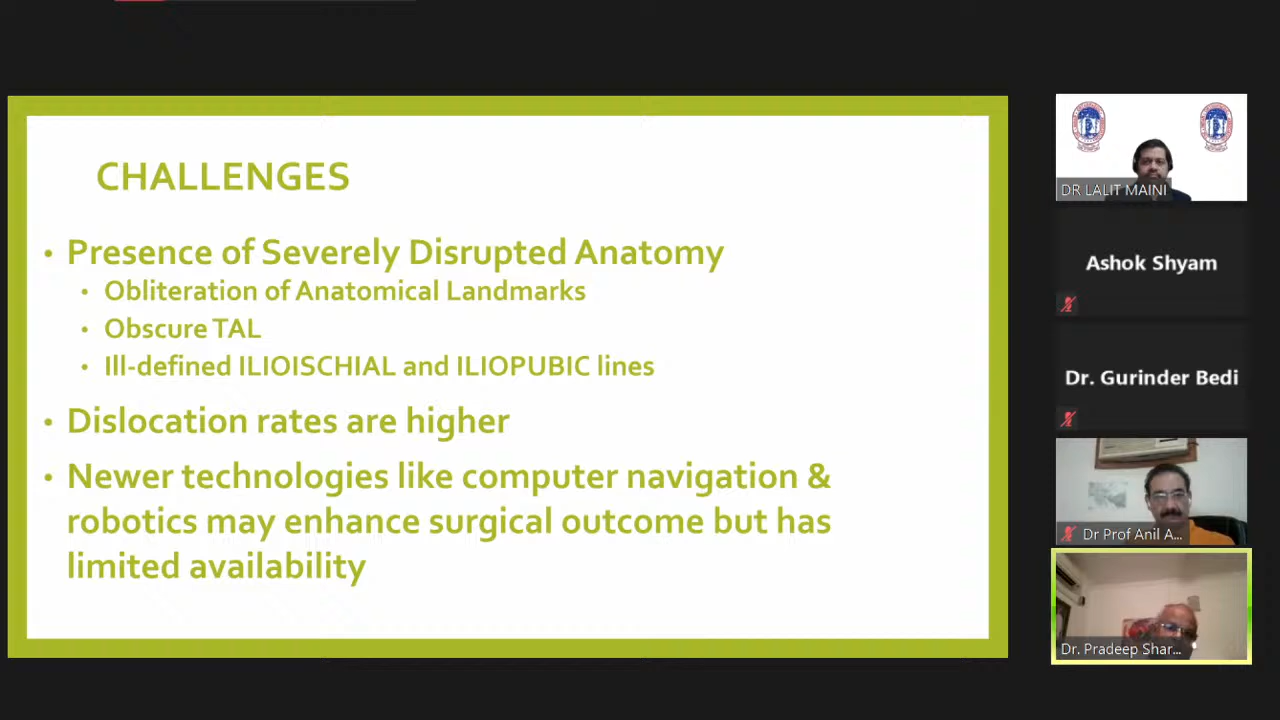 CHALLENGES
• Presence of Severely Disrupted Anatomy
• Obliteration of Anatomical Landmarks
• Obscure TAL
• Ill-defined ILIOISCHIAL and ILIOPUBIC lines
• Dislocation rates are higher
• Newer technologies like computer navigation &
robotics may enhance surgical outcome but has
limited availability
DR LALIT MAINI
Ashok Shyam
Dr. Gurinder Bedi
Dr Prof Anil A...
Dr. Pradeep Shar...